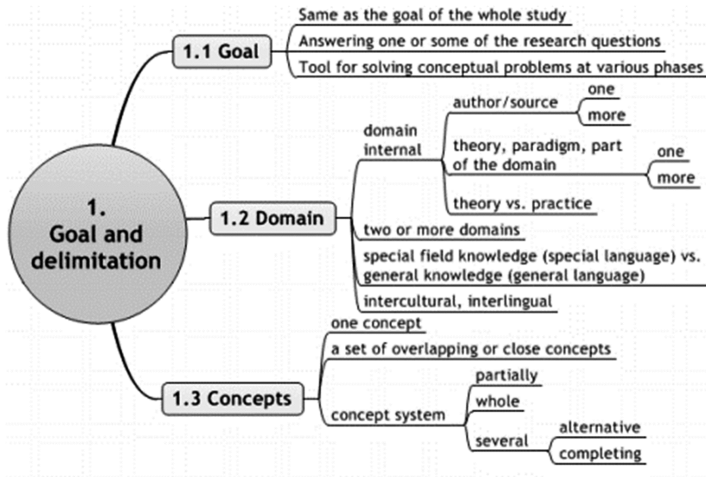 1.
Goal and
delimitation
1.1 Goal
Same as the goal of the whole study
Answering one or some of the research questions
Tool for solving conceptual problems at various phases
1.2 Domain
domain
internal
author/source
one
more
theory, paradigm, part
of the domain
one
more
theory vs. practice
two or more domains
special field knowledge (special language) vs.
general knowledge (general language)
intercultural, interlingual
1.3 Concepts
one concept
a set of overlapping or close concepts
concept system
partially
whole
several
alternative
completing